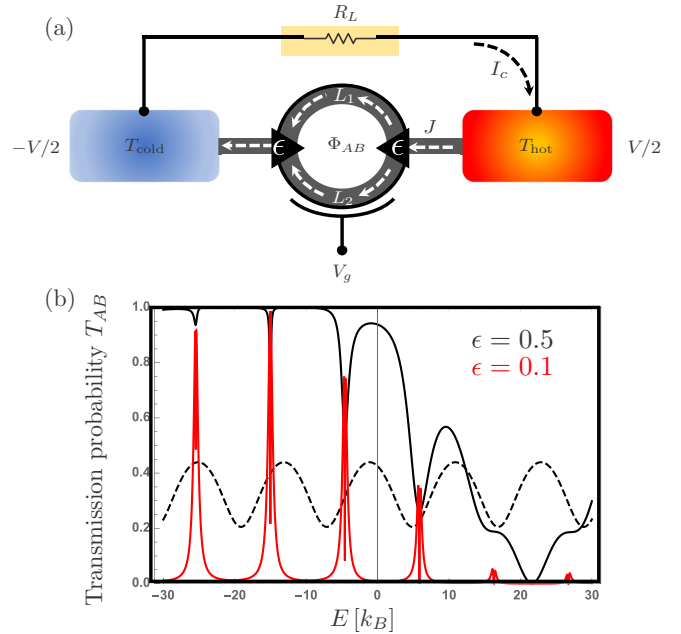 (a)
R_L
I_c
L_1
J
−V/2
T_cold
ϵ
Φ_AB
ϵ
T_hot
V/2
L_2
V_g
(b)
Transmission probability T_AB
1.0
0.8
0.6
0.4
0.2
0.0
ϵ = 0.5
ϵ = 0.1
−30 −20 −10 0 10 20 30
E [k_B]